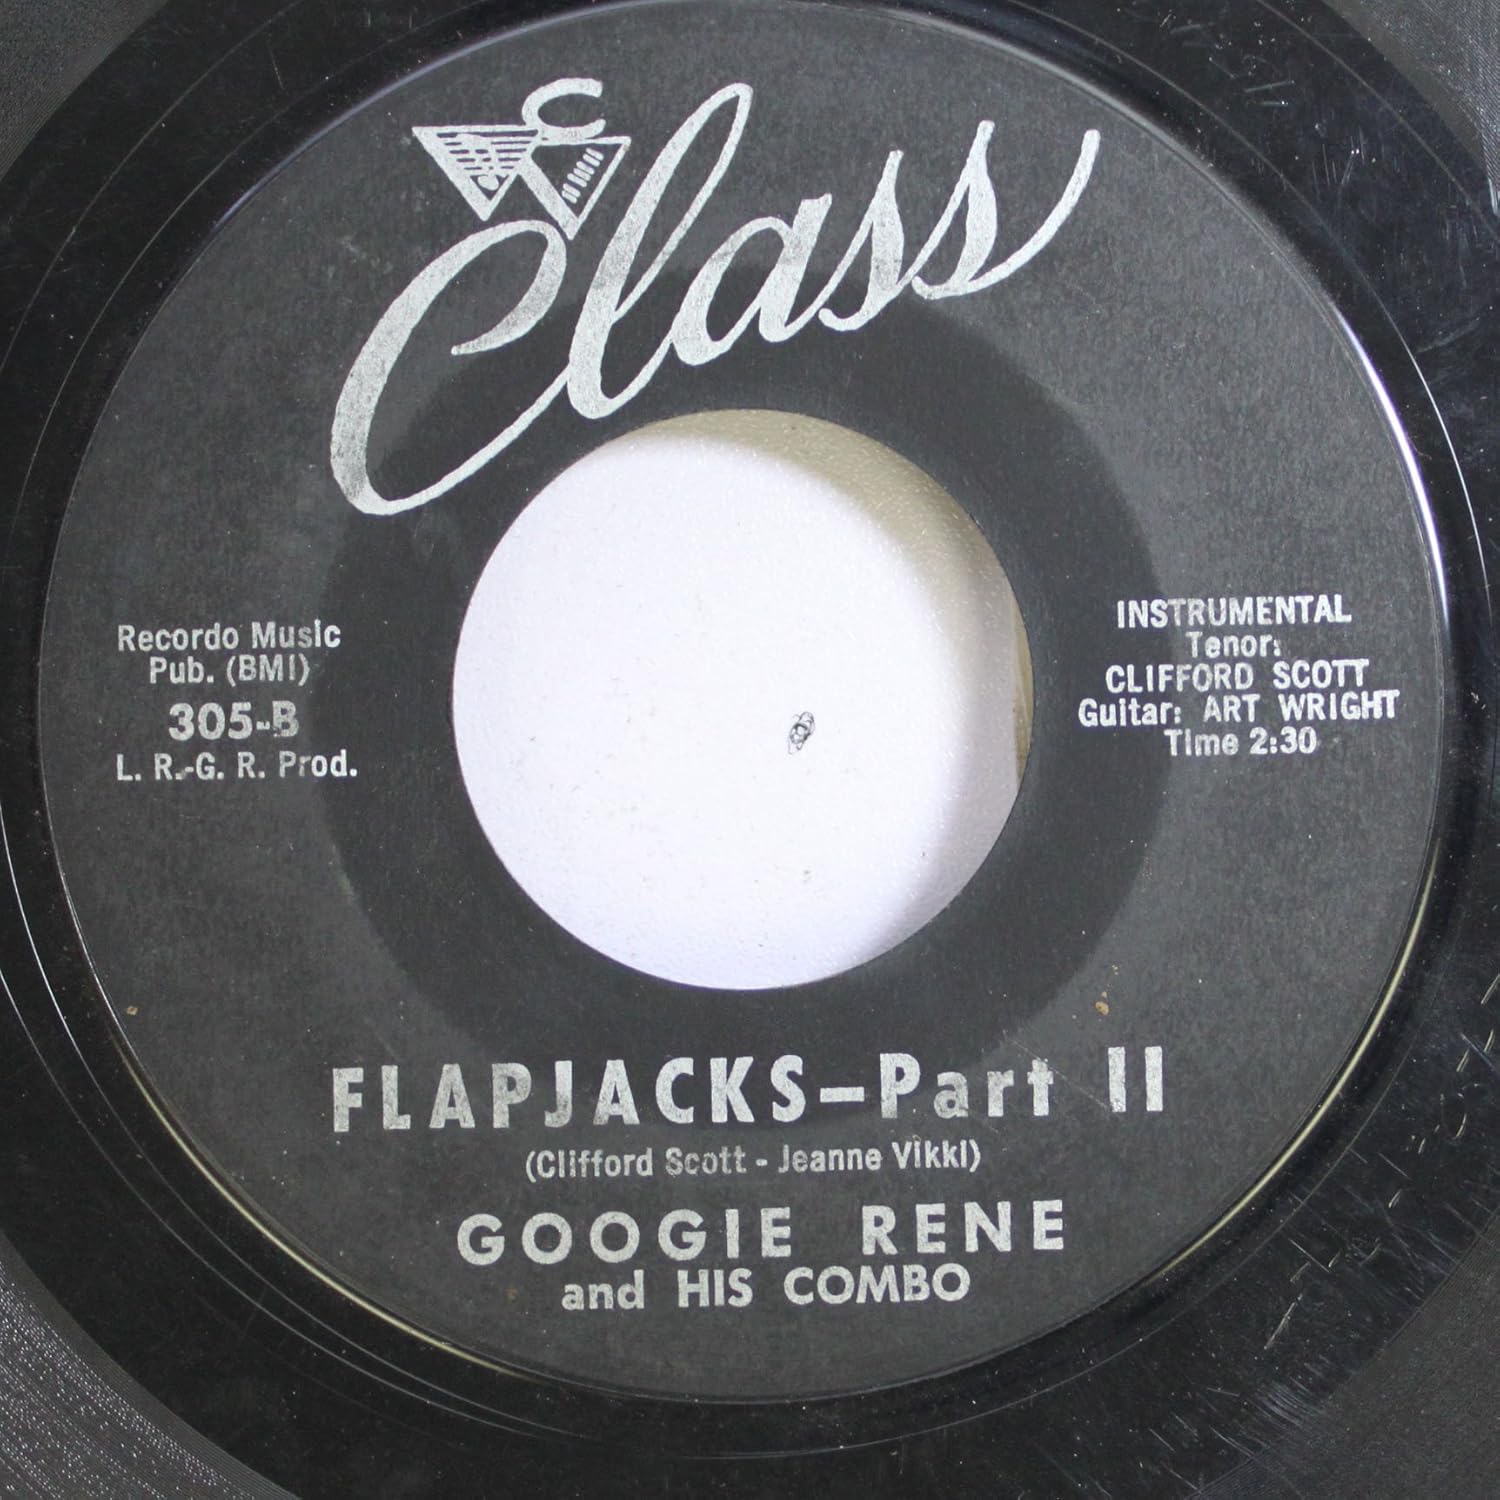 Class
Recordo Music
Pub. (BMI)
305-B
L. R.-G. R. Prod.
INSTRUMENTAL
Tenor:
CLIFFORD SCOTT
Guitar: ART WRIGHT
Time 2:30
FLAPJACKS—Part II
(Clifford Scott - Jeanne Vikki)
GOOGIE RENE
and HIS COMBO